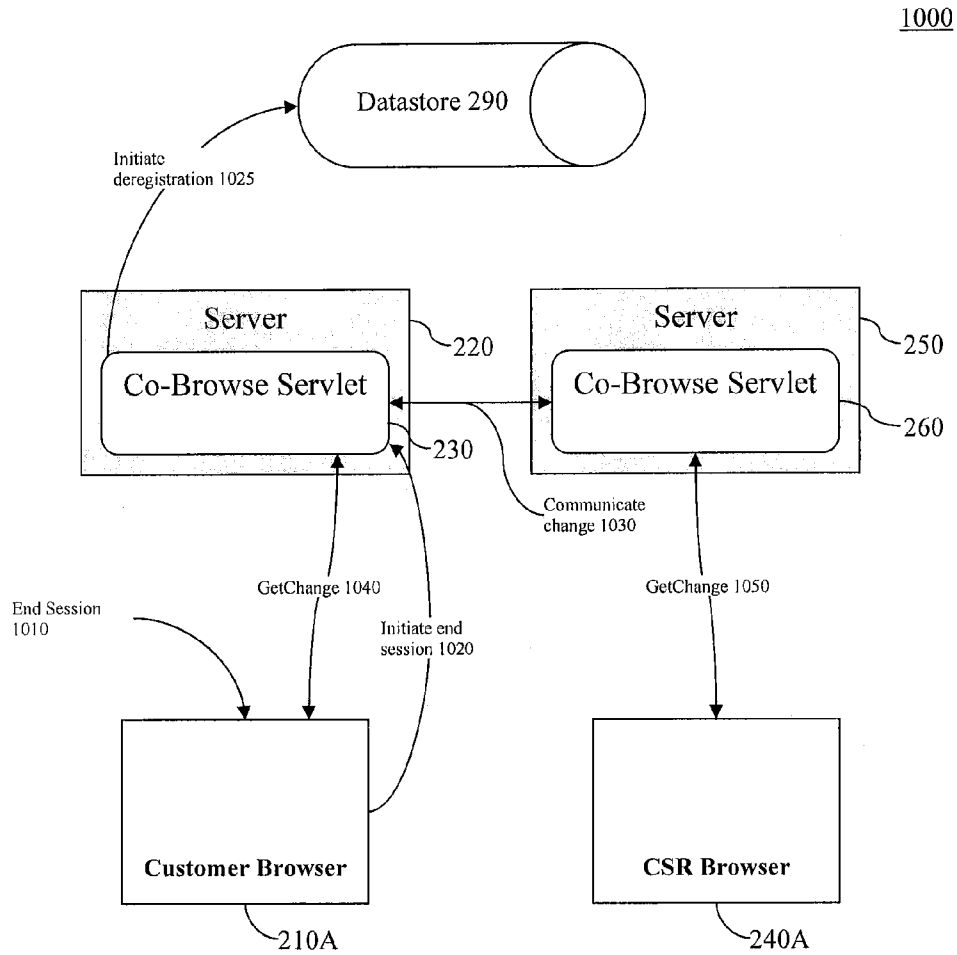 1000
Datastore 290
Initiate
deregistration 1025
Server
220
Co-Browse Servlet
230
Server
250
Co-Browse Servlet
260
Communicate
change 1030
GetChange 1040
GetChange 1050
End Session
1010
Initiate end
session 1020
Customer Browser
210A
CSR Browser
240A